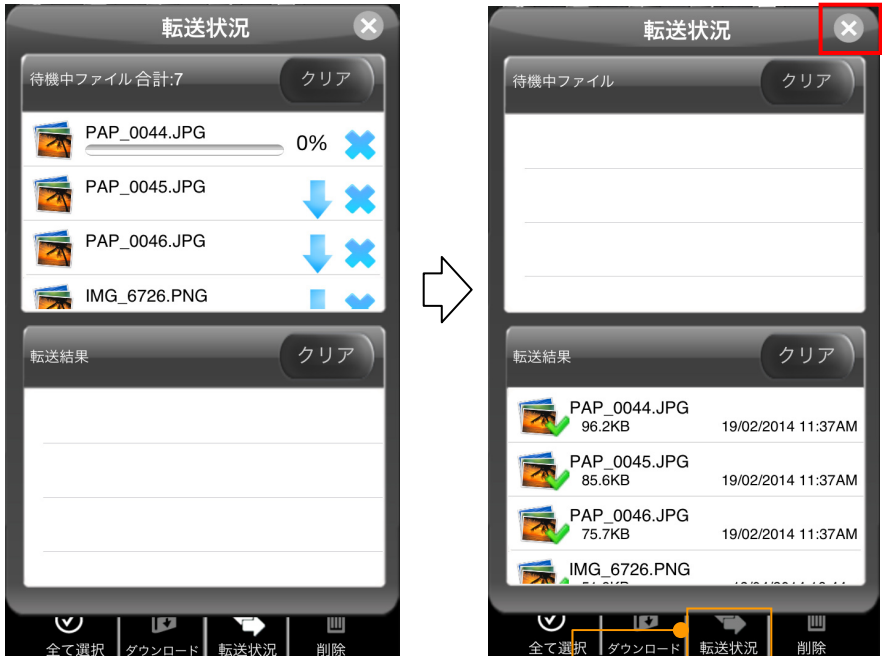 転送状況
待機中ファイル 合計:7
クリア
PAP_0044.JPG
0%
PAP_0045.JPG
PAP_0046.JPG
IMG_6726.PNG
転送結果
クリア
全て選択
ダウンロード
転送状況
削除
転送状況
待機中ファイル
クリア
転送結果
クリア
PAP_0044.JPG
96.2KB 19/02/2014 11:37AM
PAP_0045.JPG
85.6KB 19/02/2014 11:37AM
PAP_0046.JPG
75.7KB 19/02/2014 11:37AM
IMG_6726.PNG
全て選択
ダウンロード
転送状況
削除